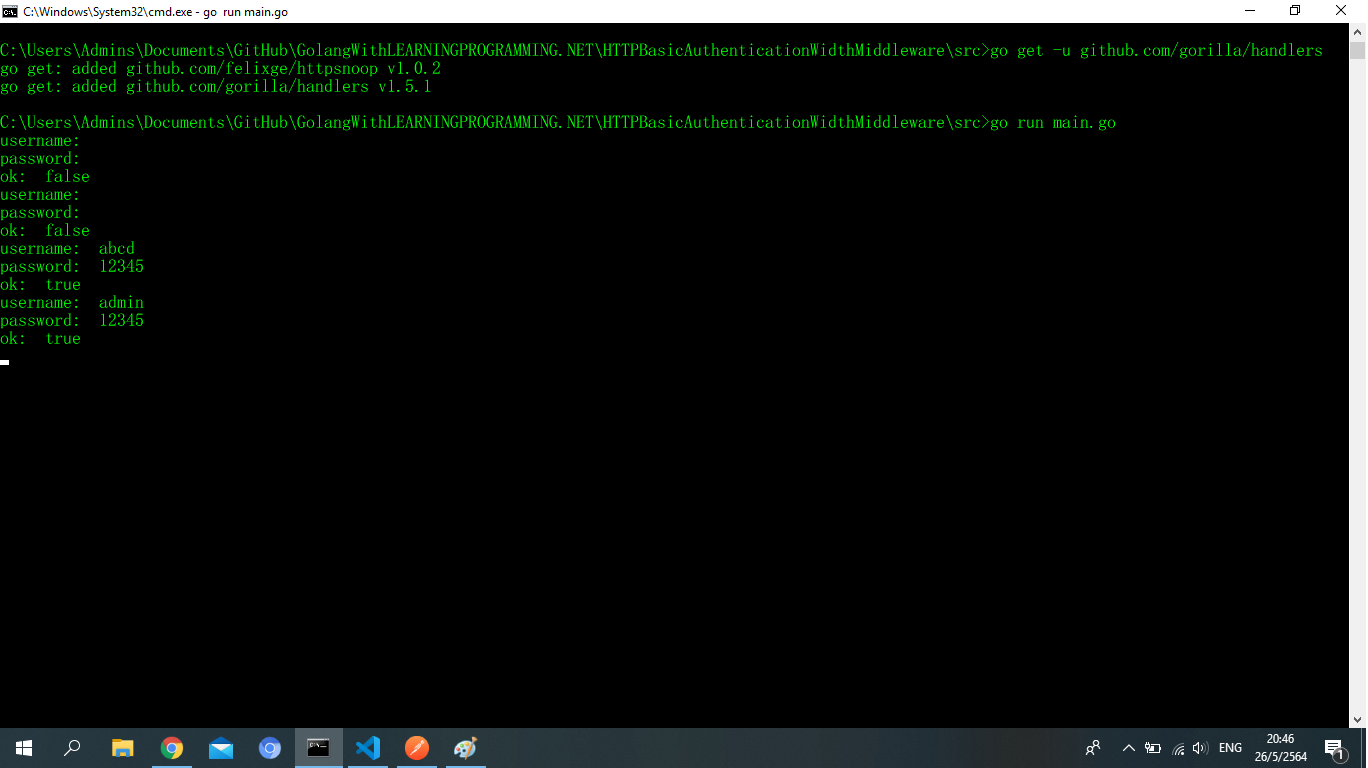 C:\Windows\System32\cmd.exe - go  run main.go
C:\Users\Admins\Documents\GitHub\GolangWithLEARNINGPROGRAMMING.NET\HTTPBasicAuthenticationWidthMiddleware\src>go get -u github.com/gorilla/handlers
go get: added github.com/felixge/httpsnoop v1.0.2
go get: added github.com/gorilla/handlers v1.5.1
C:\Users\Admins\Documents\GitHub\GolangWithLEARNINGPROGRAMMING.NET\HTTPBasicAuthenticationWidthMiddleware\src>go run main.go
username:
password:
ok:  false
username:
password:
ok:  false
username:  abcd
password:  12345
ok:  true
username:  admin
password:  12345
ok:  true
ENG
20:46
26/5/2564
1